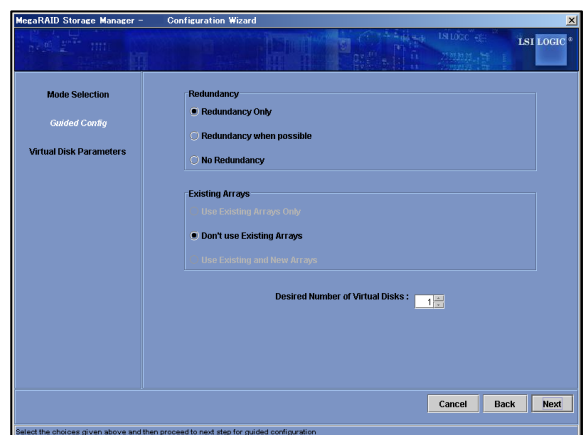 MegaRAID Storage Manager - Configuration Wizard
LSI LOGIC
LSI LOGIC ®
Mode Selection
Guided Config
Virtual Disk Parameters
Redundancy
Redundancy Only
Redundancy when possible
No Redundancy
Existing Arrays
Use Existing Arrays Only
Don't use Existing Arrays
Use Existing and New Arrays
Desired Number of Virtual Disks :
1
Cancel
Back
Next
Select the choices given above and then proceed to next step for guided configuration